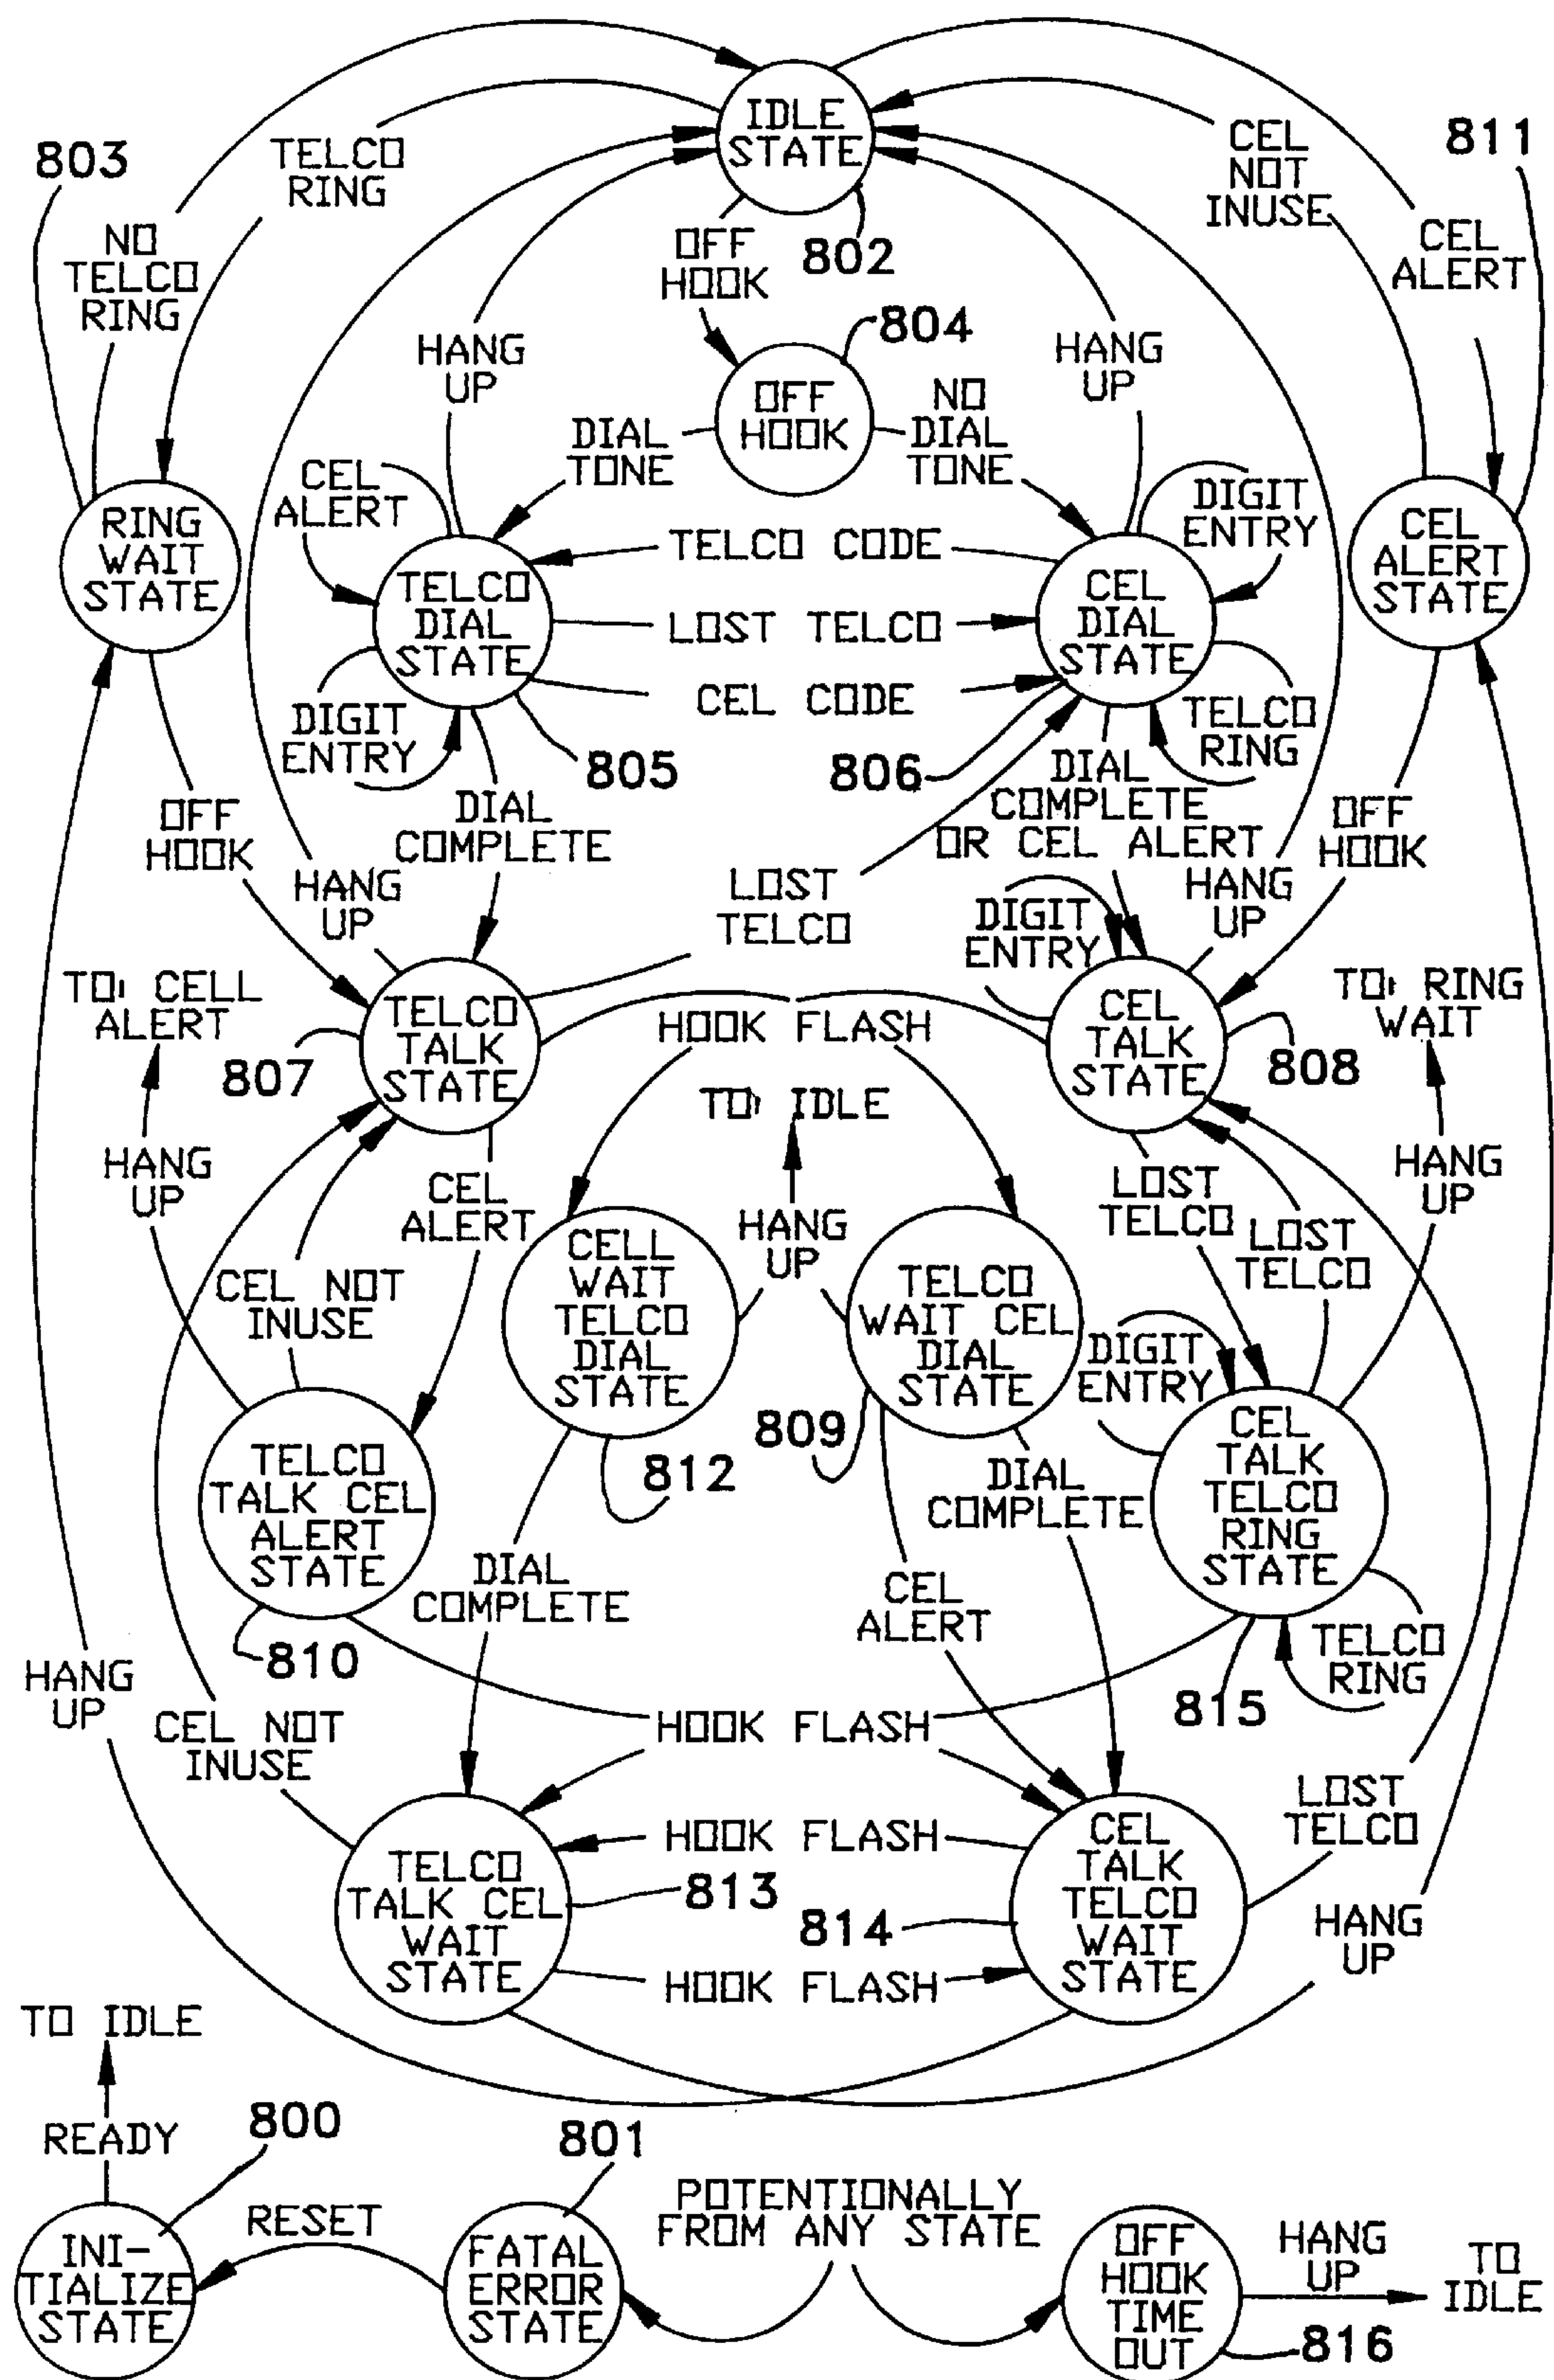 IDLE
STATE
802
803
TELCO
RING
NO
TELCO
RING
CEL
NOT
INUSE
811
CEL
ALERT
OFF
HOOK
804
OFF
HOOK
HANG
UP
HANG
UP
DIAL
TONE
NO
DIAL
TONE
CEL
ALERT
DIGIT
ENTRY
RING
WAIT
STATE
TELCO CODE
CEL
ALERT
STATE
TELCO
DIAL
STATE
LOST TELCO
CEL
DIAL
STATE
CEL CODE
DIGIT
ENTRY
805
806
TELCO
RING
DIAL
COMPLETE
DIAL
COMPLETE
OR CEL ALERT
OFF
HOOK
OFF
HOOK
HANG
UP
LOST
TELCO
DIGIT
ENTRY
HANG
UP
TO: CELL
ALERT
TELCO
TALK
STATE
807
HOOK FLASH
CEL
TALK
STATE
808
TO: RING
WAIT
TO: IDLE
HANG
UP
CEL
ALERT
HANG
UP
LOST
TELCO
LOST
TELCO
HANG
UP
CEL NOT
INUSE
CELL
WAIT
TELCO
DIAL
STATE
812
TELCO
WAIT CEL
DIAL
STATE
809
DIGIT
ENTRY
TELCO
TALK CEL
ALERT
STATE
810
DIAL
COMPLETE
CEL
TALK
TELCO
RING
STATE
815
DIAL
COMPLETE
CEL
ALERT
TELCO
RING
HANG
UP
CEL NOT
INUSE
HOOK FLASH
LOST
TELCO
HOOK FLASH
TELCO
TALK CEL
WAIT
STATE
813
814
CEL
TALK
TELCO
WAIT
STATE
HOOK FLASH
HANG
UP
TO IDLE
READY
800
801
INI-
TIALIZE
STATE
RESET
FATAL
ERROR
STATE
POTENTIONALLY
FROM ANY STATE
OFF
HOOK
TIME
OUT
816
HANG
UP
TO
IDLE